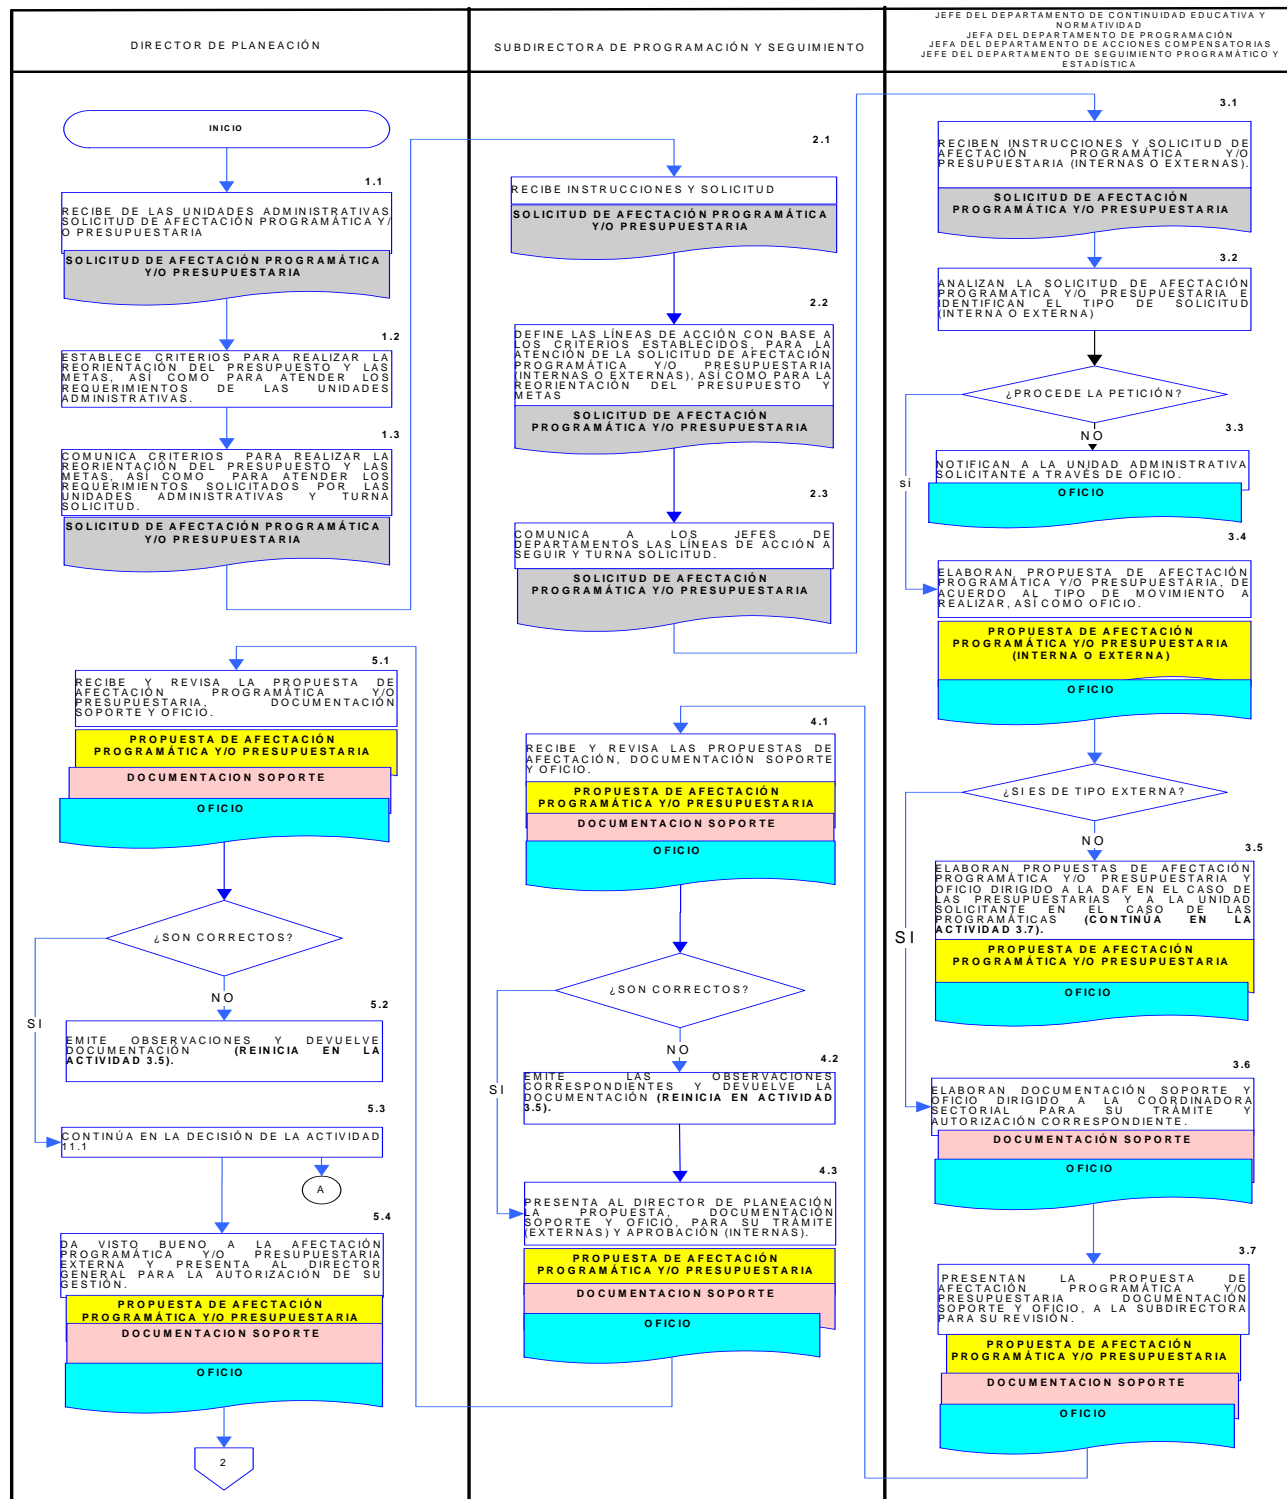 DIRECTOR DE PLANEACIÓN
SUBDIRECTORA DE PROGRAMACIÓN Y SEGUIMIENTO
JEFE DEL DEPARTAMENTO DE CONTINUIDAD EDUCATIVA Y
NORMATIVIDAD
JEFA DEL DEPARTAMENTO DE PROGRAMACIÓN
JEFA DEL DEPARTAMENTO DE ACCIONES COMPENSATORIAS
JEFE DEL DEPARTAMENTO DE SEGUIMIENTO PROGRAMÁTICO Y
ESTADÍSTICA
INICIO
1.1
RECIBE DE LAS UNIDADES ADMINISTRATIVAS
SOLICITUD DE AFECTACIÓN PROGRAMÁTICA Y/
O PRESUPUESTARIA
SOLICITUD DE AFECTACIÓN PROGRAMÁTICA
Y/O PRESUPUESTARIA
1.2
ESTABLECE CRITERIOS PARA REALIZAR LA
REORIENTACIÓN DEL PRESUPUESTO Y LAS
METAS, ASÍ COMO PARA ATENDER LOS
REQUERIMIENTOS DE LAS UNIDADES
ADMINISTRATIVAS.
1.3
COMUNICA CRITERIOS PARA REALIZAR LA
REORIENTACIÓN DEL PRESUPUESTO Y LAS
METAS, ASÍ COMO PARA ATENDER LOS
REQUERIMIENTOS SOLICITADOS POR LAS
UNIDADES ADMINISTRATIVAS Y TURNA
SOLICITUD.
SOLICITUD DE AFECTACIÓN PROGRAMÁTICA
Y/O PRESUPUESTARIA
2.1
RECIBE INSTRUCCIONES Y SOLICITUD
SOLICITUD DE AFECTACIÓN PROGRAMÁTICA
Y/O PRESUPUESTARIA
2.2
DEFINE LAS LÍNEAS DE ACCIÓN CON BASE A
LOS CRITERIOS ESTABLECIDOS, PARA LA
ATENCIÓN DE LA SOLICITUD DE AFECTACIÓN
PROGRAMÁTICA Y/O PRESUPUESTARIA
(INTERNAS O EXTERNAS), ASÍ COMO PARA LA
REORIENTACIÓN DEL PRESUPUESTO Y
METAS
SOLICITUD DE AFECTACIÓN
PROGRAMÁTICA Y/O PRESUPUESTARIA
2.3
COMUNICA A LOS JEFES DE
DEPARTAMENTOS LAS LÍNEAS DE ACCIÓN A
SEGUIR Y TURNA SOLICITUD.
SOLICITUD DE AFECTACIÓN
PROGRAMÁTICA Y/O PRESUPUESTARIA
3.1
RECIBEN INSTRUCCIONES Y SOLICITUD DE
AFECTACIÓN PROGRAMÁTICA Y/O
PRESUPUESTARIA (INTERNAS O EXTERNAS).
SOLICITUD DE AFECTACIÓN
PROGRAMÁTICA Y/O PRESUPUESTARIA
3.2
ANALIZAN LA SOLICITUD DE AFECTACIÓN
PROGRAMATICA Y/O PRESUPUESTARIA E
IDENTIFICAN EL TIPO DE SOLICITUD
(INTERNA O EXTERNA)
¿PROCEDE LA PETICIÓN?
NO
sí
3.3
NOTIFICAN A LA UNIDAD ADMINISTRATIVA
SOLICITANTE A TRAVÉS DE OFICIO.
OFICIO
3.4
ELABORAN PROPUESTA DE AFECTACIÓN
PROGRAMÁTICA Y/O PRESUPUESTARIA, DE
ACUERDO AL TIPO DE MOVIMIENTO A
REALIZAR, ASÍ COMO OFICIO.
PROPUESTA DE AFECTACIÓN
PROGRAMÁTICA Y/O PRESUPUESTARIA
(INTERNA O EXTERNA)
OFICIO
¿SI ES DE TIPO EXTERNA?
NO
SI
3.5
ELABORAN PROPUESTAS DE AFECTACIÓN
PROGRAMÁTICA Y/O PRESUPUESTARIA Y
OFICIO DIRIGIDO A LA DAF EN EL CASO DE
LAS PRESUPUESTARIAS Y A LA UNIDAD
SOLICITANTE EN EL CASO DE LAS
PROGRAMÁTICAS (CONTINÚA EN LA
ACTIVIDAD 3.7).
PROPUESTA DE AFECTACIÓN
PROGRAMÁTICA Y/O PRESUPUESTARIA
OFICIO
3.6
ELABORAN DOCUMENTACIÓN SOPORTE Y
OFICIO DIRIGIDO A LA COORDINADORA
SECTORIAL PARA SU TRÁMITE Y
AUTORIZACIÓN CORRESPONDIENTE.
DOCUMENTACIÓN SOPORTE
OFICIO
3.7
PRESENTAN LA PROPUESTA DE
AFECTACIÓN PROGRAMÁTICA Y/O
PRESUPUESTARIA DOCUMENTACIÓN
SOPORTE Y OFICIO, A LA SUBDIRECTORA
PARA SU REVISIÓN.
PROPUESTA DE AFECTACIÓN
PROGRAMÁTICA Y/O PRESUPUESTARIA
DOCUMENTACION SOPORTE
OFICIO
4.1
RECIBE Y REVISA LAS PROPUESTAS DE
AFECTACIÓN, DOCUMENTACIÓN SOPORTE
Y OFICIO.
PROPUESTA DE AFECTACIÓN
PROGRAMÁTICA Y/O PRESUPUESTARIA
DOCUMENTACION SOPORTE
OFICIO
¿SON CORRECTOS?
NO
SI
4.2
EMITE LAS OBSERVACIONES
CORRESPONDIENTES Y DEVUELVE LA
DOCUMENTACIÓN (REINICIA EN ACTIVIDAD
3.5).
4.3
PRESENTA AL DIRECTOR DE PLANEACIÓN
LA PROPUESTA, DOCUMENTACIÓN
SOPORTE Y OFICIO, PARA SU TRÁMITE
(EXTERNAS) Y APROBACIÓN (INTERNAS).
PROPUESTA DE AFECTACIÓN
PROGRAMÁTICA Y/O PRESUPUESTARIA
DOCUMENTACION SOPORTE
OFICIO
5.1
RECIBE Y REVISA LA PROPUESTA DE
AFECTACIÓN PROGRAMÁTICA Y/O
PRESUPUESTARIA, DOCUMENTACIÓN
SOPORTE Y OFICIO.
PROPUESTA DE AFECTACIÓN
PROGRAMÁTICA Y/O PRESUPUESTARIA
DOCUMENTACION SOPORTE
OFICIO
¿SON CORRECTOS?
NO
SI
5.2
EMITE OBSERVACIONES Y DEVUELVE
DOCUMENTACIÓN (REINICIA EN LA
ACTIVIDAD 3.5).
5.3
CONTINÚA EN LA DECISIÓN DE LA ACTIVIDAD
11.1
A
5.4
DA VISTO BUENO A LA AFECTACIÓN
PROGRAMÁTICA Y/O PRESUPUESTARIA
EXTERNA Y PRESENTA AL DIRECTOR
GENERAL PARA LA AUTORIZACIÓN DE SU
GESTIÓN.
PROPUESTA DE AFECTACIÓN
PROGRAMÁTICA Y/O PRESUPUESTARIA
DOCUMENTACION SOPORTE
OFICIO
2